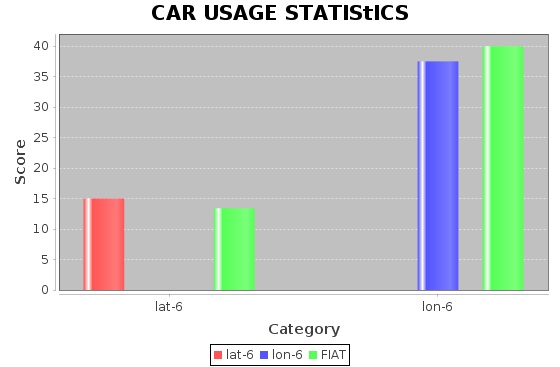 CAR USAGE STATIStICS
40
35
30
25
20
15
10
5
0
Score
lat-6 lon-6
Category
lat-6 lon-6 FIAT